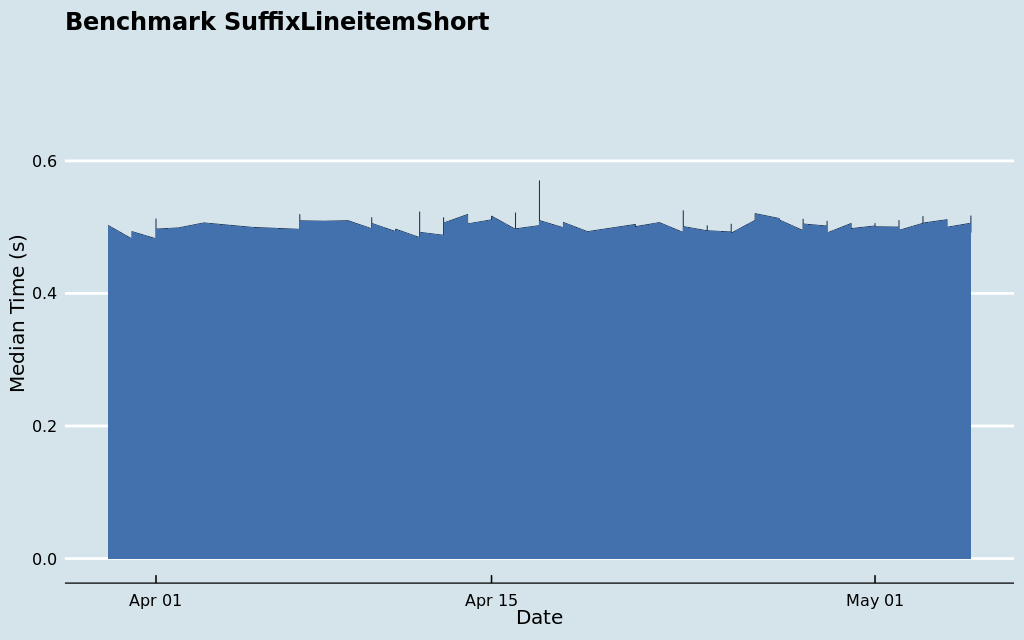 Benchmark SuffixLineitemShort
Median Time (s)
0.6
0.4
0.2
0.0
Apr 01
Apr 15
May 01
Date